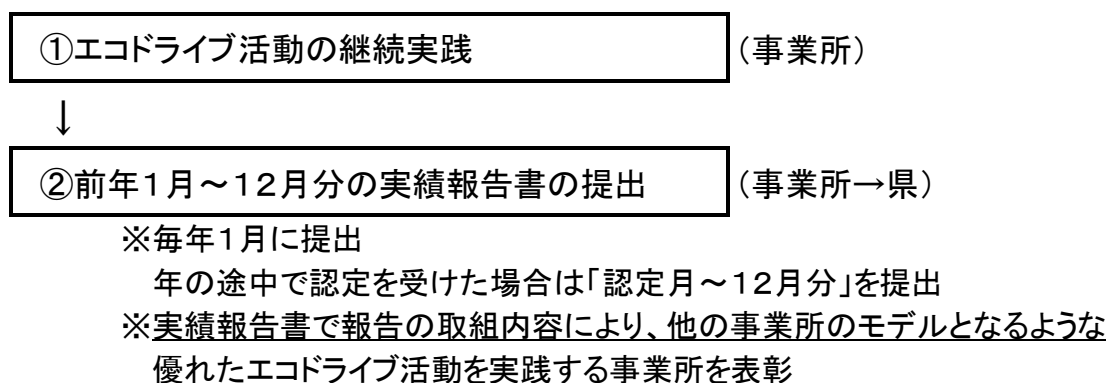 ①エコドライブ活動の継続実践 （事業所）
↓
②前年１月～１２月分の実績報告書の提出 （事業所→県）
※毎年１月に提出
年の途中で認定を受けた場合は「認定月～１２月分」を提出
※実績報告書で報告の取組内容により、他の事業所のモデルとなるような
優れたエコドライブ活動を実践する事業所を表彰